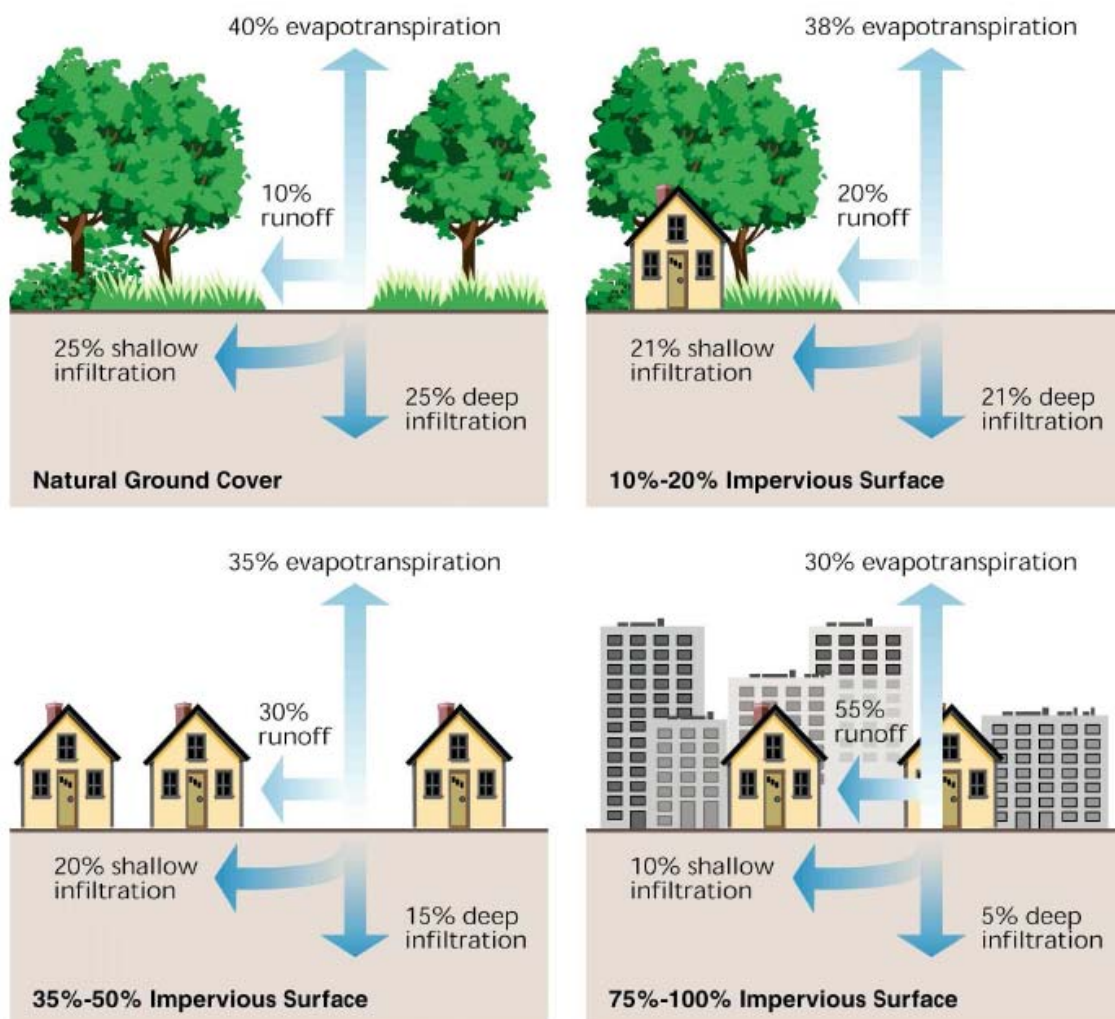 40% evapotranspiration
10%
runoff
25% shallow
infiltration
25% deep
infiltration
Natural Ground Cover
38% evapotranspiration
20%
runoff
21% shallow
infiltration
21% deep
infiltration
10%-20% Impervious Surface
35% evapotranspiration
30%
runoff
20% shallow
infiltration
15% deep
infiltration
35%-50% Impervious Surface
30% evapotranspiration
55%
runoff
10% shallow
infiltration
5% deep
infiltration
75%-100% Impervious Surface